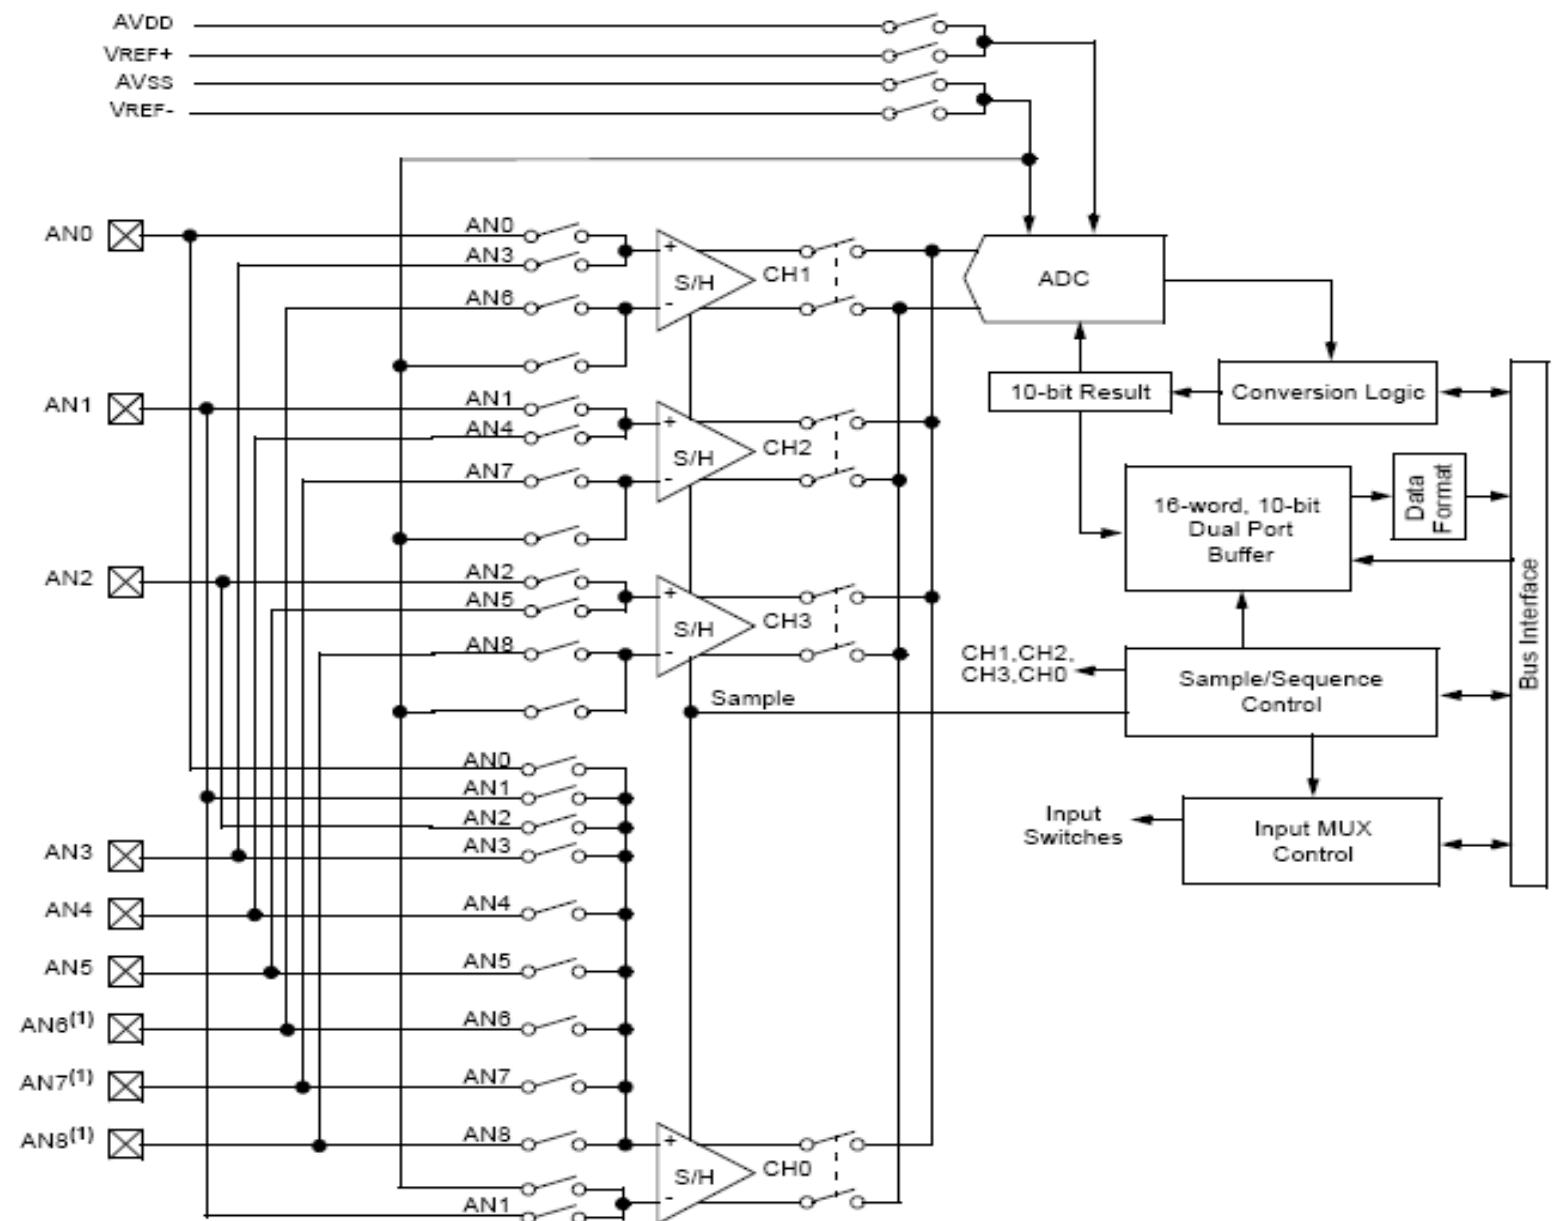 AVDD
VREF+
AVSS
VREF-
AN0
AN0
AN3
AN6
+
-
S/H
CH1
ADC
AN1
AN1
AN4
AN7
+
-
S/H
CH2
10-bit Result
Conversion Logic
16-word, 10-bit
Dual Port
Buffer
Data
Format
Bus Interface
AN2
AN2
AN5
AN8
+
-
S/H
CH3
CH1,CH2,
CH3,CH0
Sample/Sequence
Control
Sample
AN0
AN1
AN2
AN3
AN3
Input
Switches
Input MUX
Control
AN4
AN4
AN5
AN5
AN6(1)
AN6
AN7(1)
AN7
AN8(1)
AN8
+
-
S/H
CH0
AN1